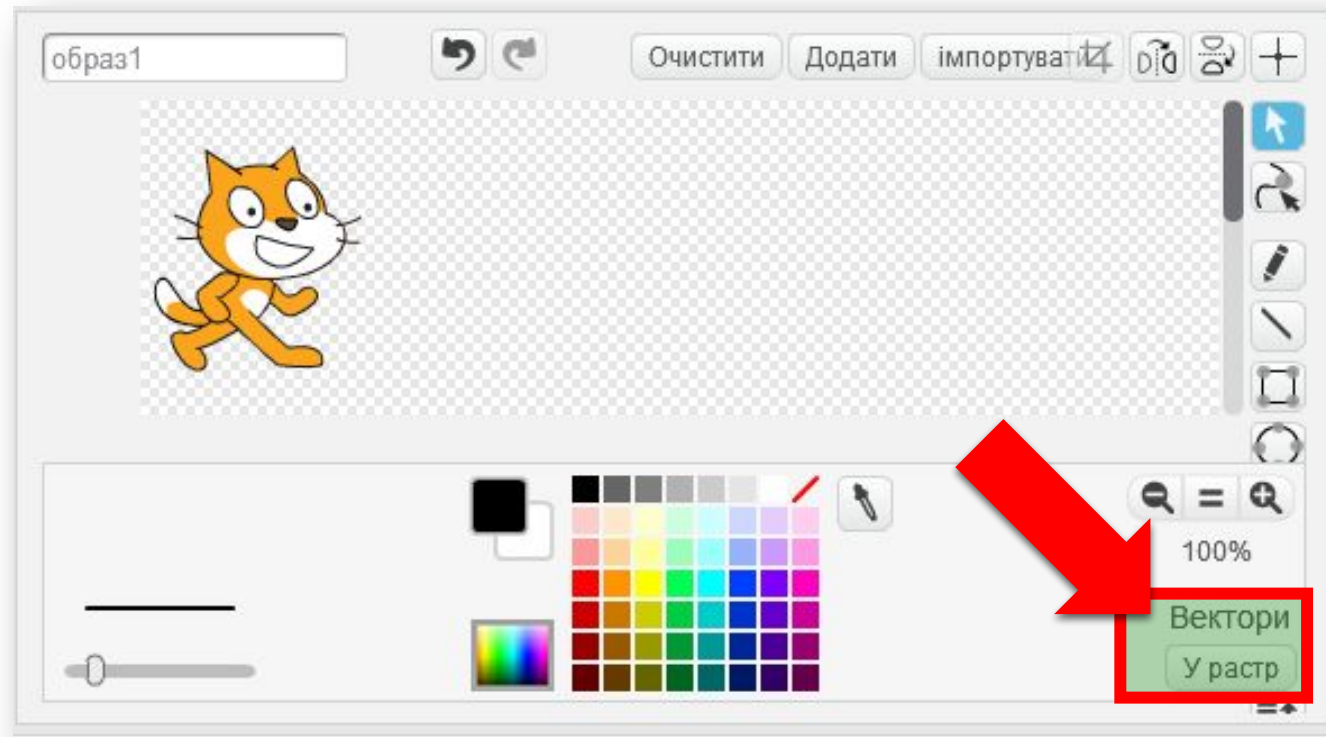 образ1
Очистити
Додати
імпортувати
100%
Вектори
У растр